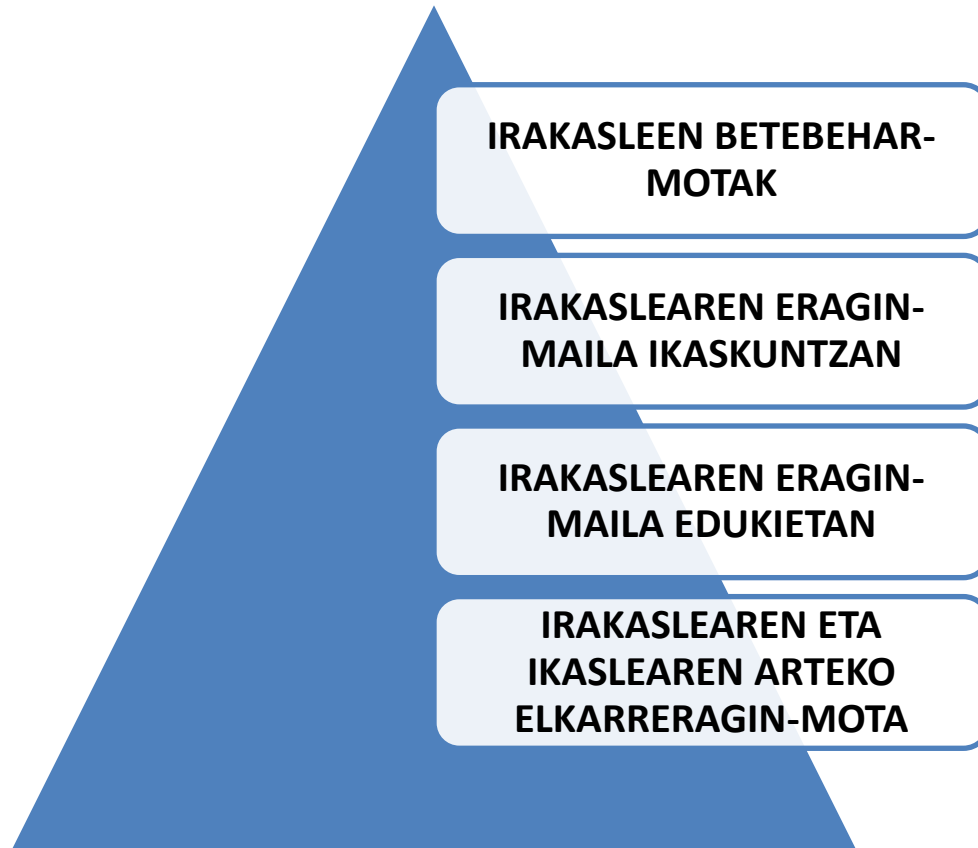 IRAKASLEEN BETEBEHAR-
MOTAK
IRAKASLEAREN ERAGIN-
MAILA IKASKUNTZAN
IRAKASLEAREN ERAGIN-
MAILA EDUKIETAN
IRAKASLEAREN ETA
IKASLEAREN ARTEKO
ELKARRERAGIN-MOTA